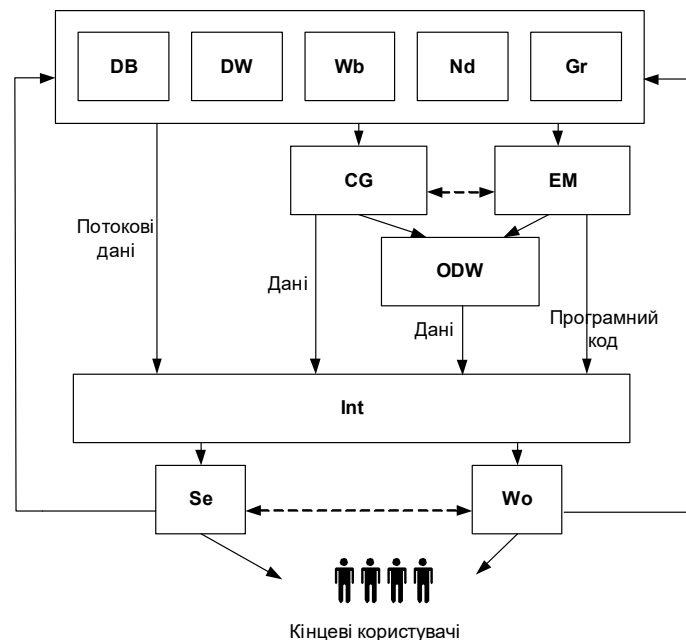 DB
DW
Wb
Nd
Gr
CG
EM
Потокові
дані
ODW
Дані
Дані
Програмний
код
Int
Se
Wo
Кінцеві користувачі